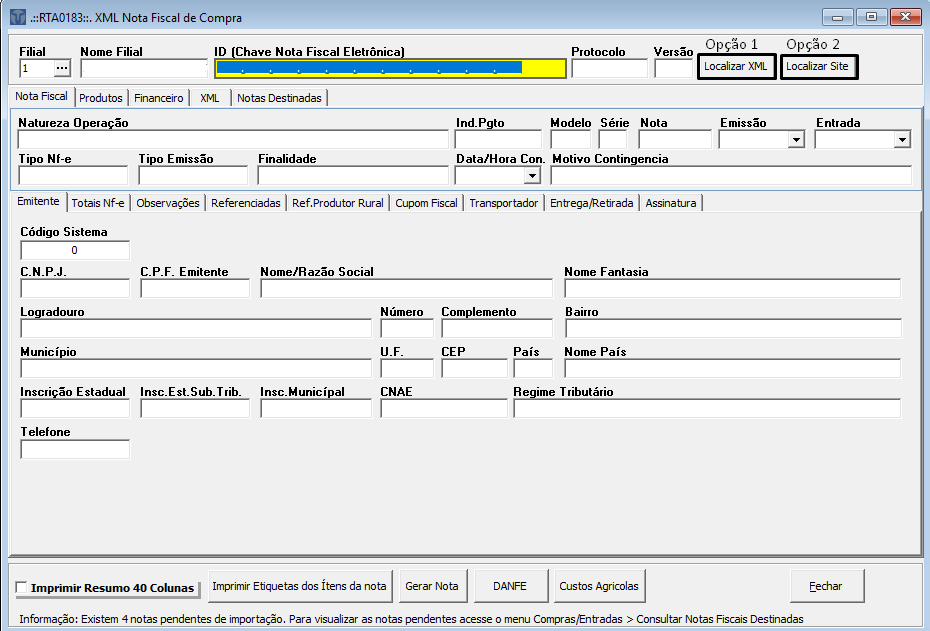 .::RTA0183::. XML Nota Fiscal de Compra
Filial Nome Filial ID (Chave Nota Fiscal Eletrônica) Protocolo Versão Opção 1 Opção 2
1 ... Localizar XML Localizar Site
Nota Fiscal Produtos Financeiro XML Notas Destinadas
Natureza Operação Ind.Pgto Modelo Série Nota Emissão Entrada
Tipo Nf-e Tipo Emissão Finalidade Data/Hora Con. Motivo Contingencia
Emitente Totais Nf-e Observações Referenciadas Ref.Produtor Rural Cupom Fiscal Transportador Entrega/Retirada Assinatura
Código Sistema
0
C.N.P.J. C.P.F. Emitente Nome/Razão Social Nome Fantasia
Logradouro Número Complemento Bairro
Município U.F. CEP País Nome País
Inscrição Estadual Insc.Est.Sub.Trib. Insc.Municípal CNAE Regime Tributário
Telefone
Imprimir Resumo 40 Colunas Imprimir Etiquetas dos Ítens da nota Gerar Nota DANFE Custos Agricolas Fechar
Informação: Existem 4 notas pendentes de importação. Para visualizar as notas pendentes acesse o menu Compras/Entradas > Consultar Notas Fiscais Destinadas